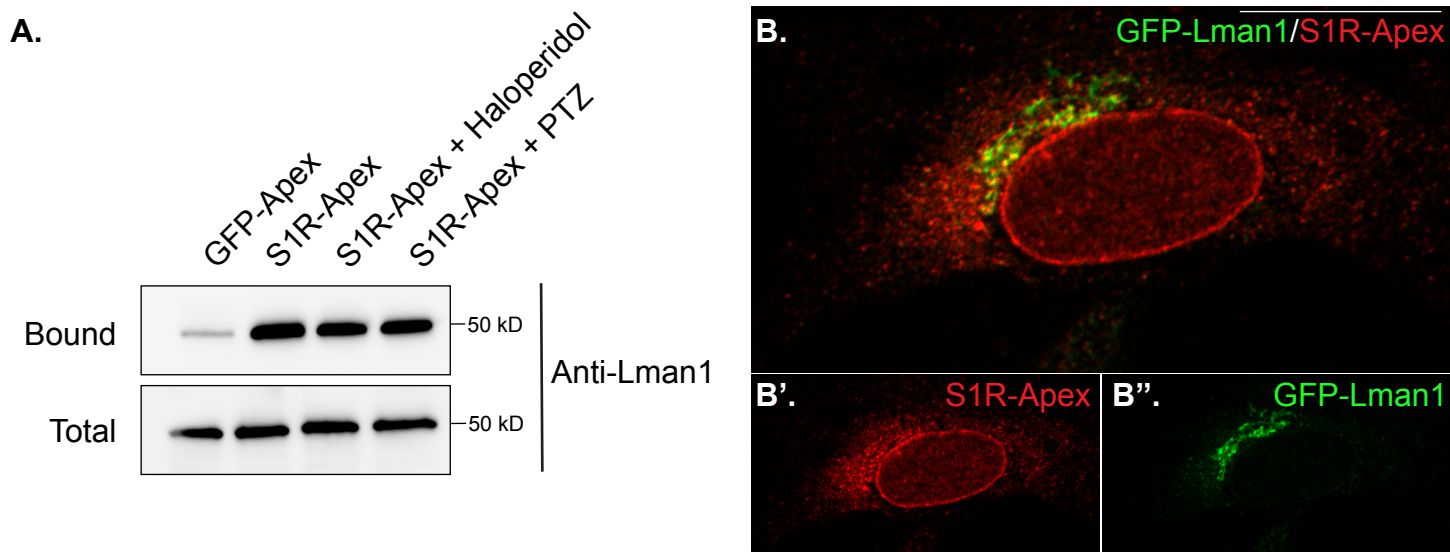 A.
GFP-Apex
S1R-Apex
S1R-Apex + Haloperidol
S1R-Apex + PTZ
Bound
50 kD
Total
50 kD
Anti-Lman1
B.
GFP-Lman1/S1R-Apex
B'.
S1R-Apex
B".
GFP-Lman1